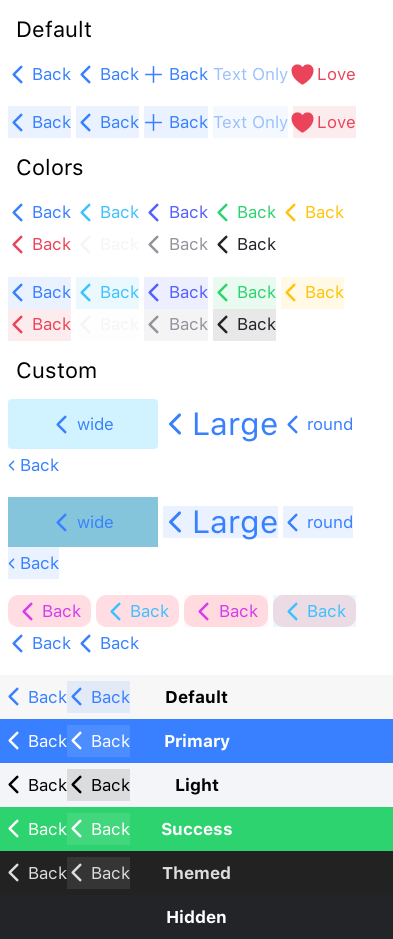 Default
Back Back Back Text Only Love
Back Back Back Text Only Love
Colors
Back Back Back Back Back
Back Back Back Back
Back Back Back Back Back
Back Back Back Back
Custom
wide Large round
Back
wide Large round
Back
Back Back Back Back
Back Back
Back Back Default
Back Back Primary
Back Back Light
Back Back Success
Back Back Themed
Hidden